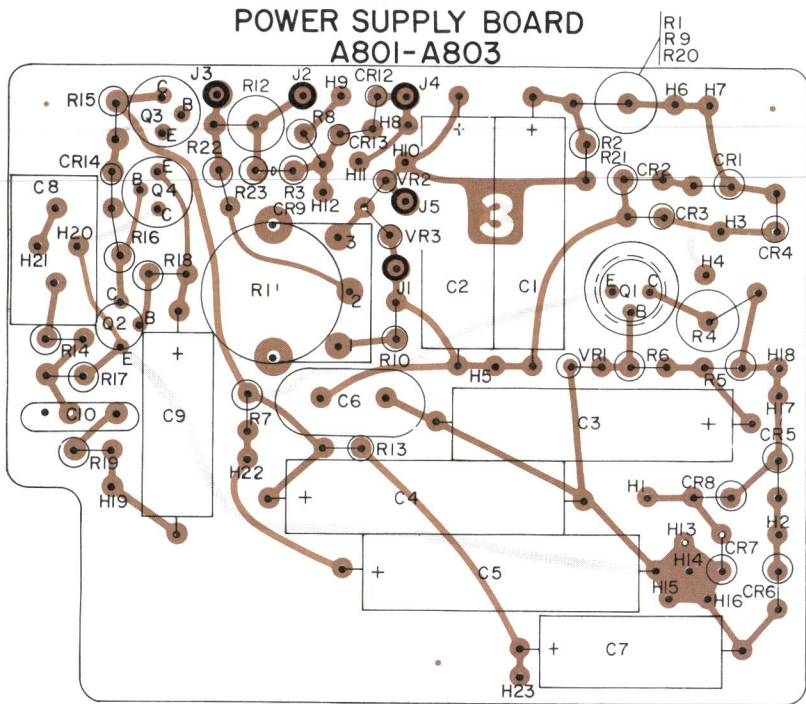 POWER SUPPLY BOARD
A801-A803
R1
R9
R20
J3 R12 J2 H9 CR12 J4
R15 C H6 H7
B
Q3 R8 H8
E CR13
R22 R2
H10 R21
CR14 E H11 CR2 CR1
C8 B Q4 R23 R3 VR2
C CR9 H12 J5 3 CR3 H3
H20 R16 3 VR3 CR4
H21 R18 H4
R1' 2 J1 C2 C1 E Q1 C
C B
Q2 B R4
R14 E R10
R17 H5 VR1 R6 R5 H18
C10 C9 R7 C6 H17
C3
R19 R13 CR5
H22
H19 C4 H1 CR8
H2
H13 CR7
C5 H14
H15 H16 CR6
C7
H23